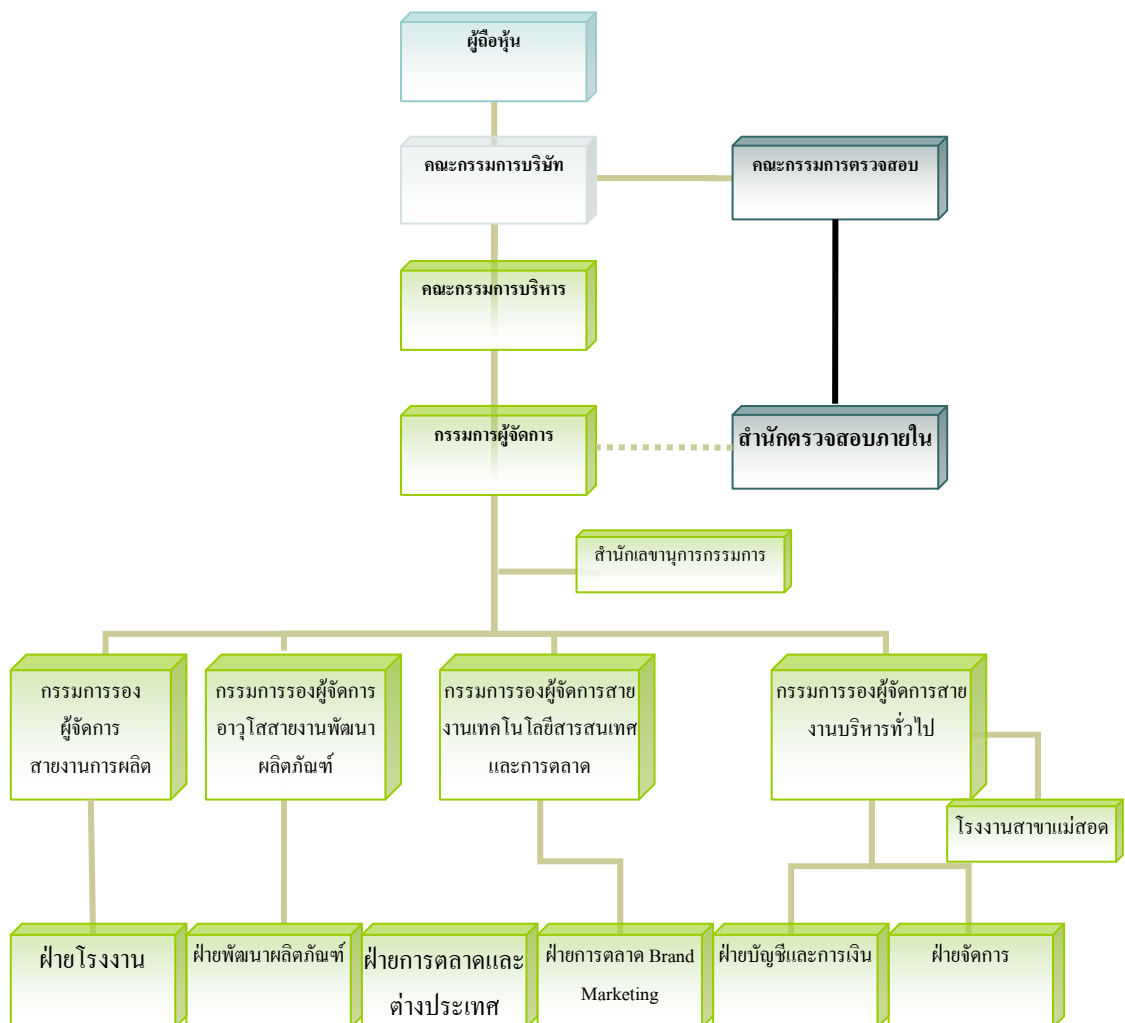 ผู้ถือหุ้น
คณะกรรมการบริษัท
คณะกรรมการตรวจสอบ
คณะกรรมการบริหาร
กรรมการผู้จัดการ
สำนักตรวจสอบภายใน
สำนักเลขานุการกรรมการ
กรรมการรอง
ผู้จัดการ
สายงานการผลิต
กรรมการรองผู้จัดการ
อาวุโสสายงานพัฒนา
ผลิตภัณฑ์
กรรมการรองผู้จัดการสาย
งานเทคโนโลยีสารสนเทศ
และการตลาด
กรรมการรองผู้จัดการสาย
งานบริหารทั่วไป
โรงงานสาขาแม่สอด
ฝ่ายโรงงาน
ฝ่ายพัฒนาผลิตภัณฑ์
ฝ่ายการตลาดและ
ต่างประเทศ
ฝ่ายการตลาด Brand
Marketing
ฝ่ายบัญชีและการเงิน
ฝ่ายจัดการ